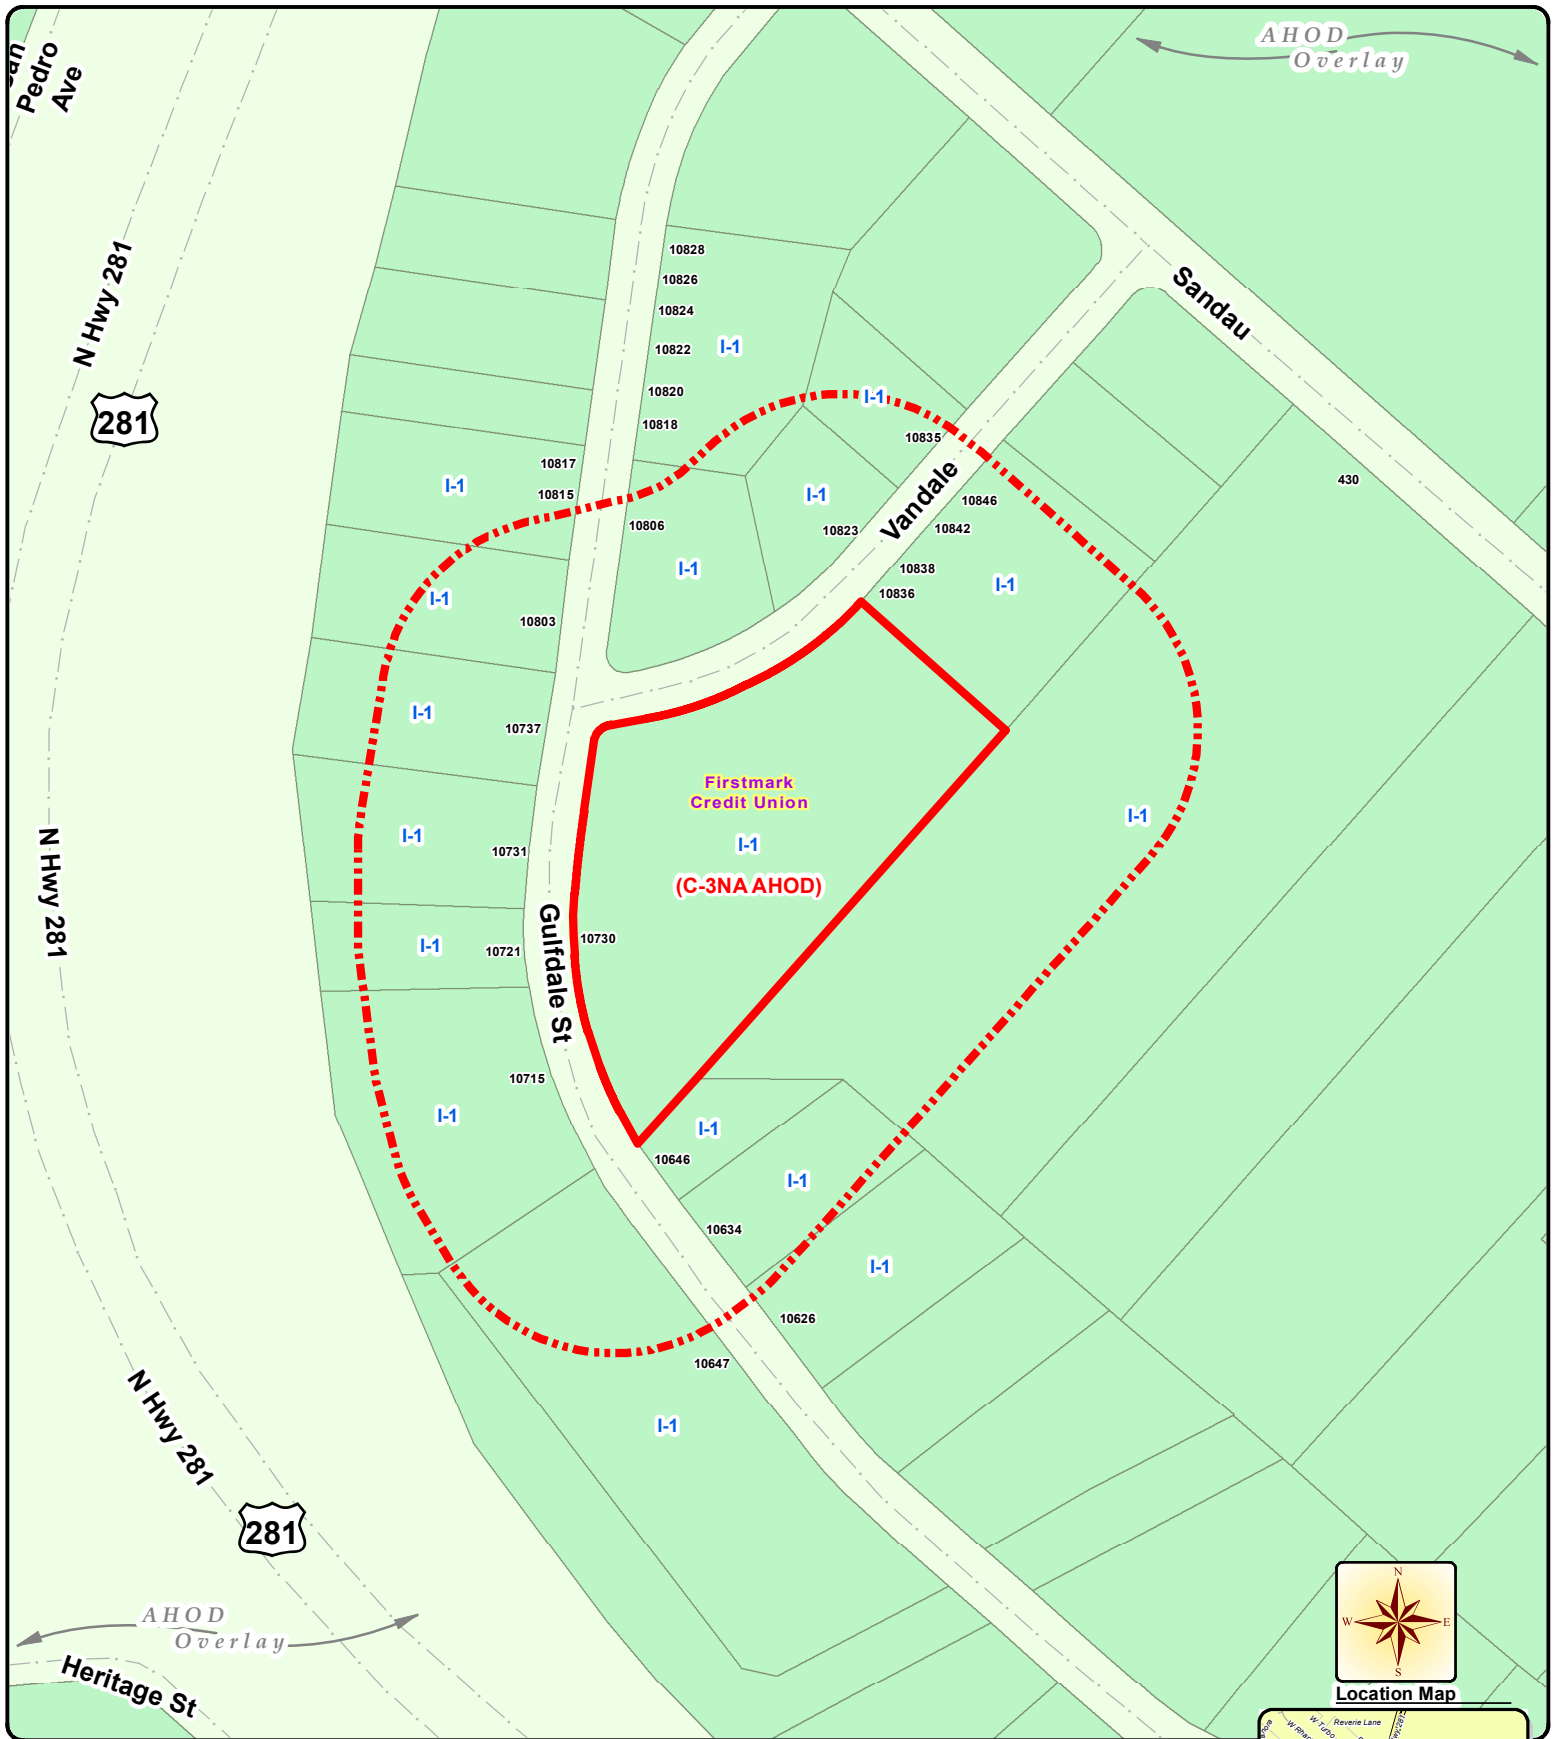 Pedro
Ave
AHOD
Overlay
N Hwy 281
281
Sandau
10828
10826
10824
10822
I-1
10820
10818
I-1
10835
10817
10815
I-1
10806
I-1
10823
Vandale
10846
10842
10838
10836
I-1
430
I-1
I-1
10803
I-1
10737
Firstmark
Credit Union
I-1
(C-3NA AHOD)
I-1
I-1
10731
N Hwy 281
I-1
10721
Gulfdale St
10730
10715
I-1
I-1
10646
I-1
10634
I-1
10626
10647
I-1
N Hwy 281
281
AHOD
Overlay
Heritage St
N
W
E
S
Location Map
Reverie Lane